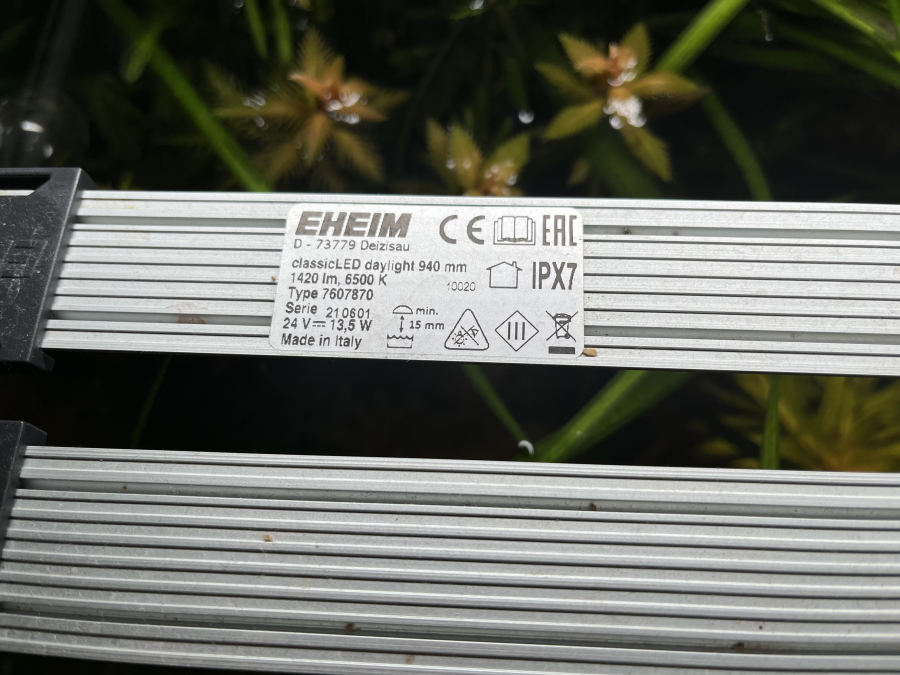 EHEIM
D - 73779 Deizisau
classicLED daylight 940 mm
1420 lm, 6500 K
10020
Type 7607870
Serie 210601
24 V⎓ 13,5 W
Made in Italy
CE
EAC
IPX7
min.
15 mm
III